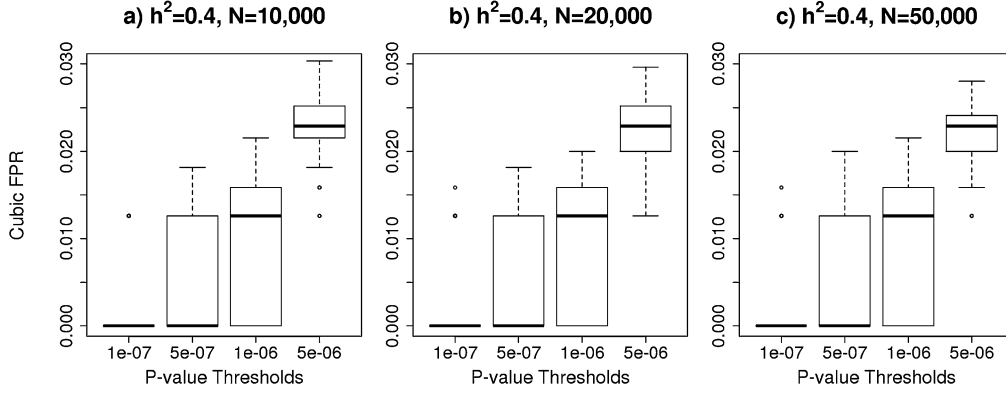 a) h²=0.4, N=10,000
b) h²=0.4, N=20,000
c) h²=0.4, N=50,000
Cubic FPR
0.030
0.020
0.010
0.000
1e-07 5e-07 1e-06 5e-06
P-value Thresholds
0.030
0.020
0.010
0.000
1e-07 5e-07 1e-06 5e-06
P-value Thresholds
0.030
0.020
0.010
0.000
1e-07 5e-07 1e-06 5e-06
P-value Thresholds